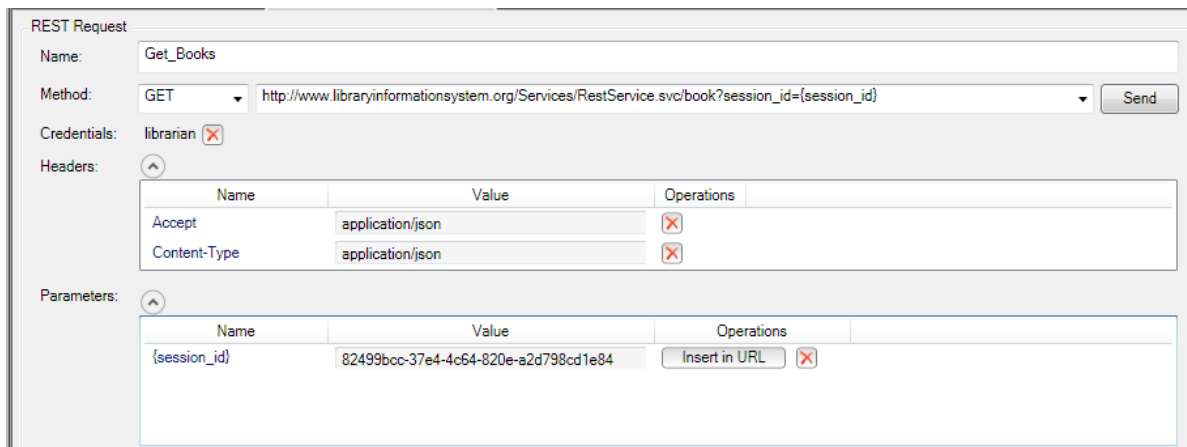 REST Request
Name: Get_Books
Method: GET http://www.libraryinformationsystem.org/Services/RestService.svc/book?session_id={session_id} Send
Credentials: librarian
Headers:
Name Value Operations
Accept application/json
Content-Type application/json
Parameters:
Name Value Operations
{session_id} 82499bcc-37e4-4c64-820e-a2d798cd1e84 Insert in URL